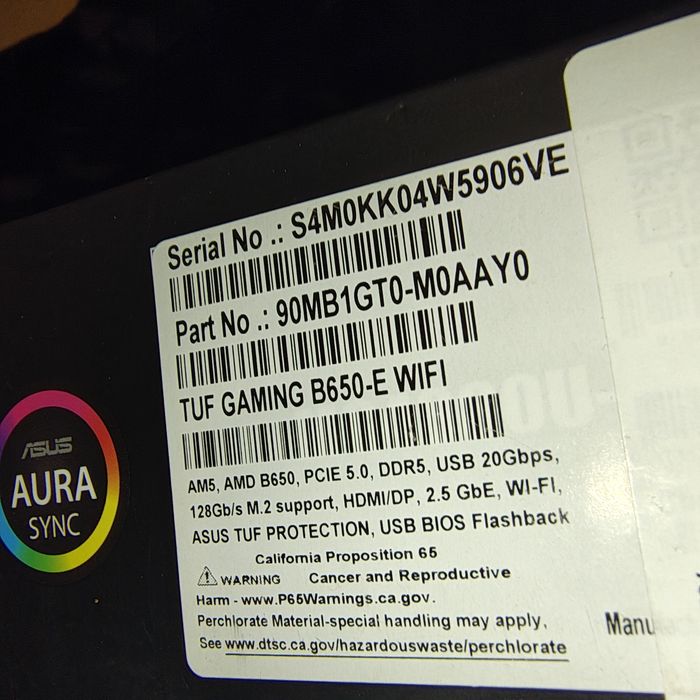 Serial No .: S4M0KK04W5906VE
Part No .: 90MB1GT0-M0AAY0
TUF GAMING B650-E WIFI
AM5, AMD B650, PCIE 5.0, DDR5, USB 20Gbps,
128Gb/s M.2 support, HDMI/DP, 2.5 GbE, WI-FI,
ASUS TUF PROTECTION, USB BIOS Flashback
California Proposition 65
WARNING Cancer and Reproductive
Harm - www.P65Warnings.ca.gov.
Perchlorate Material-special handling may apply,
See www.dtsc.ca.gov/hazardouswaste/perchlorate
ASUS
AURA
SYNC